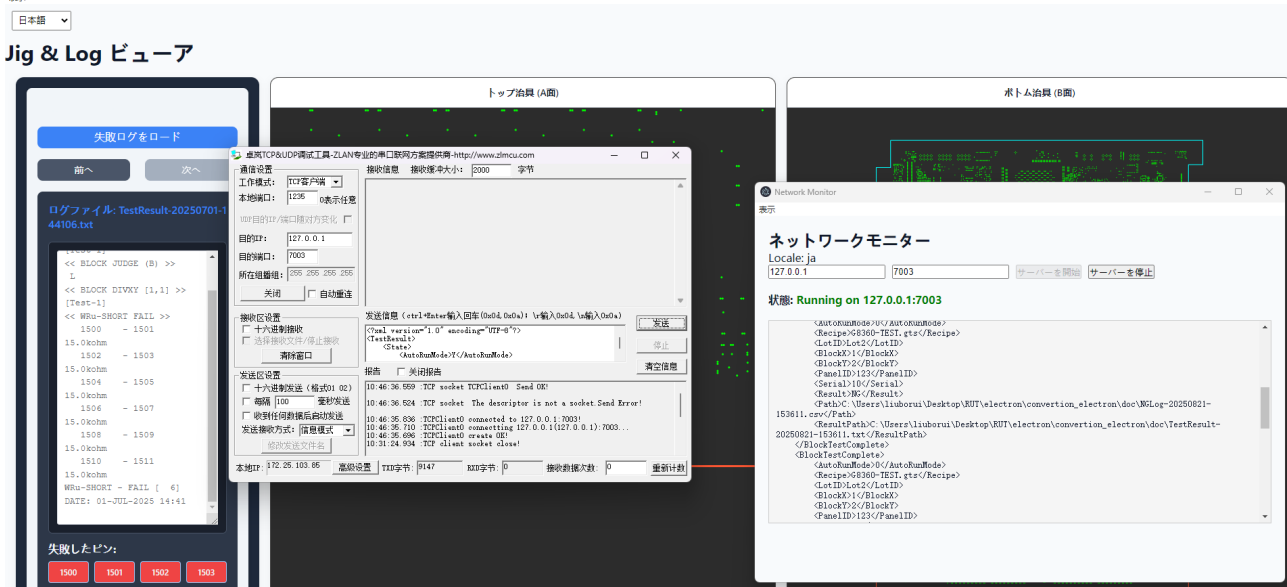 日本語
Jig & Log ビューア
失敗ログをロード
前へ
次へ
ログファイル: TestResult-20250701-1
44106.txt
<< BLOCK JUDGE (B) >>
L
<< BLOCK DIVXY [1,1] >>
[Test-1]
<< WRu-SHORT FAIL >>
1500 - 1501
15.0kohm
1502 - 1503
15.0kohm
1504 - 1505
15.0kohm
1506 - 1507
15.0kohm
1508 - 1509
15.0kohm
1510 - 1511
15.0kohm
WRu-SHORT - FAIL [ 6]
DATE: 01-JUL-2025 14:41
失敗したピン:
1500
1501
1502
1503
トップ治具 (A面)
ボトム治具 (B面)
卓岚TCP&UDP调试工具-ZLAN专业的串口联网方案提供商-http://www.zlmcu.com
通信设置
工作模式: TCP客户端
本地端口: 1235 0表示任意
UDP目的IP/端口随对方变化
目的IP: 127.0.0.1
目的端口: 7003
所在组播组: 255 255 255 255
关闭
自动重连
接收区设置
十六进制接收
选择接收文件/停止接收
清除窗口
发送区设置
十六进制发送（格式01 02）
每隔 100 毫秒发送
收到任何数据后启动发送
发送接收方式: 信息模式
修改发送文件名
接收信息 接收缓冲大小: 2000 字节
发送信息（ctrl+Enter输入回车(0x0d,0x0a); \r输入0x0d,\n输入0x0a）
<?xml version="1.0" encoding="UTF-8"?>
<TestResult>
<State>
<AutoRunMode>Y</AutoRunMode>
发送
停止
清空信息
报告 关闭报告
10:46:36.559 :TCP socket TCPClient0 Send OK!
10:46:36.524 :TCP socket The descriptor is not a socket.Send Error!
10:46:35.836 :TCPClient0 connected to 127.0.0.1:7003!
10:46:35.710 :TCPClient0 connectting 127.0.0.1(127.0.0.1):7003...
10:46:35.696 :TCPClient0 create OK!
10:31:24.934 :TCP client socket close!
本地IP: 172.25.103.85 高级设置 TXD字节: 9147 RXD字节: 0 接收数据次数: 0 重新计数
Network Monitor
表示
ネットワークモニター
Locale: ja
127.0.0.1
7003
サーバーを開始
サーバーを停止
状態: Running on 127.0.0.1:7003
<AutoRunMode>0</AutoRunMode>
<Recipe>G8360-TEST.gts</Recipe>
<LotID>Lot2</LotID>
<BlockX>1</BlockX>
<BlockY>2</BlockY>
<PanelID>123</PanelID>
<Serial>10</Serial>
<Result>NG</Result>
<Path>C:\Users\liuborui\Desktop\RUT\electron\convertion_electron\doc\NGLog-20250821-
153611.csv</Path>
<ResultPath>C:\Users\liuborui\Desktop\RUT\electron\convertion_electron\doc\TestResult-
20250821-153611.txt</ResultPath>
</BlockTestComplete>
<BlockTestComplete>
<AutoRunMode>0</AutoRunMode>
<Recipe>G8360-TEST.gts</Recipe>
<LotID>Lot2</LotID>
<BlockX>1</BlockX>
<BlockY>2</BlockY>
<PanelID>123</PanelID>